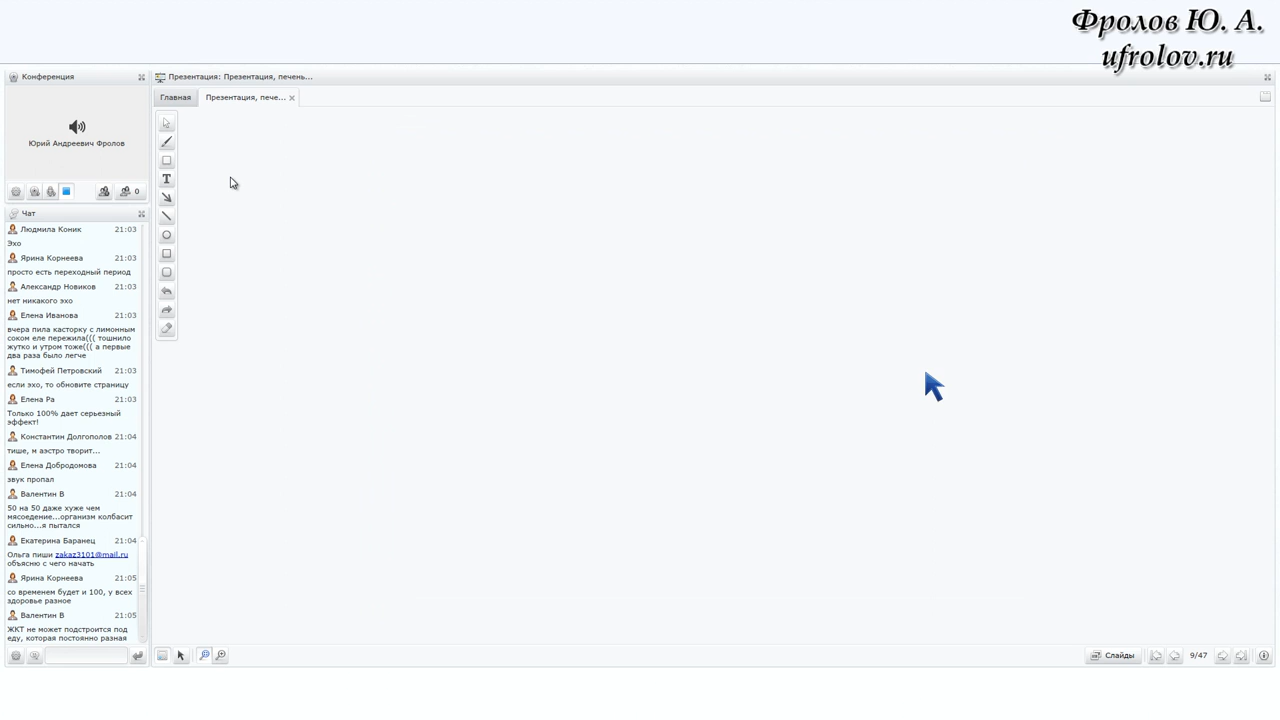 Фролов Ю. А.
ufrolov.ru
Конференция
Презентация: Презентация, печень...
Главная
Презентация, пече...
Юрий Андреевич Фролов
0
T
Чат
Людмила Коник 21:03
Эхо
Ярина Корнеева 21:03
просто есть переходный период
Александр Новиков 21:03
нет никакого эхо
Елена Иванова 21:03
вчера пила касторку с лимонным
соком еле пережила((( тошнило
жутко и утром тоже((( а первые
два раза было легче
Тимофей Петровский 21:03
если эхо, то обновите страницу
Елена Ра 21:03
Только 100% дает серьезный
эффект!
Константин Долгополов 21:04
тише, м аэстро творит...
Елена Добродомова 21:04
звук пропал
Валентин В 21:04
50 на 50 даже хуже чем
мясоедение...организм колбасит
сильно...я пытался
Екатерина Баранец 21:04
Ольга пиши zakaz3101@mail.ru
объясню с чего начать
Ярина Корнеева 21:05
со временем будет и 100, у всех
здоровье разное
Валентин В 21:05
ЖКТ не может подстроится под
еду, которая постоянно разная
Слайды
9/47